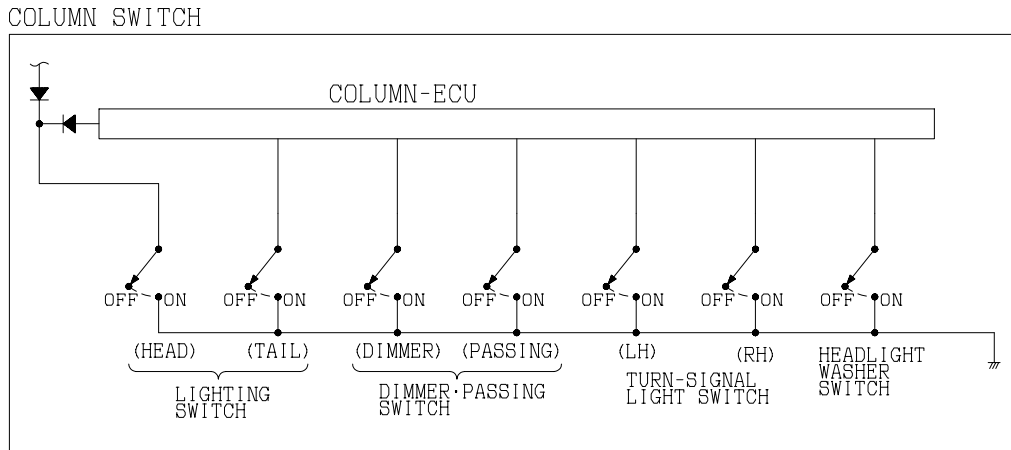 COLUMN SWITCH
COLUMN-ECU
OFF ON OFF ON OFF ON OFF ON OFF ON OFF ON OFF ON
(HEAD) (TAIL) (DIMMER) (PASSING) (LH) (RH)
LIGHTING
SWITCH
DIMMER·PASSING
SWITCH
TURN-SIGNAL
LIGHT SWITCH
HEADLIGHT
WASHER
SWITCH